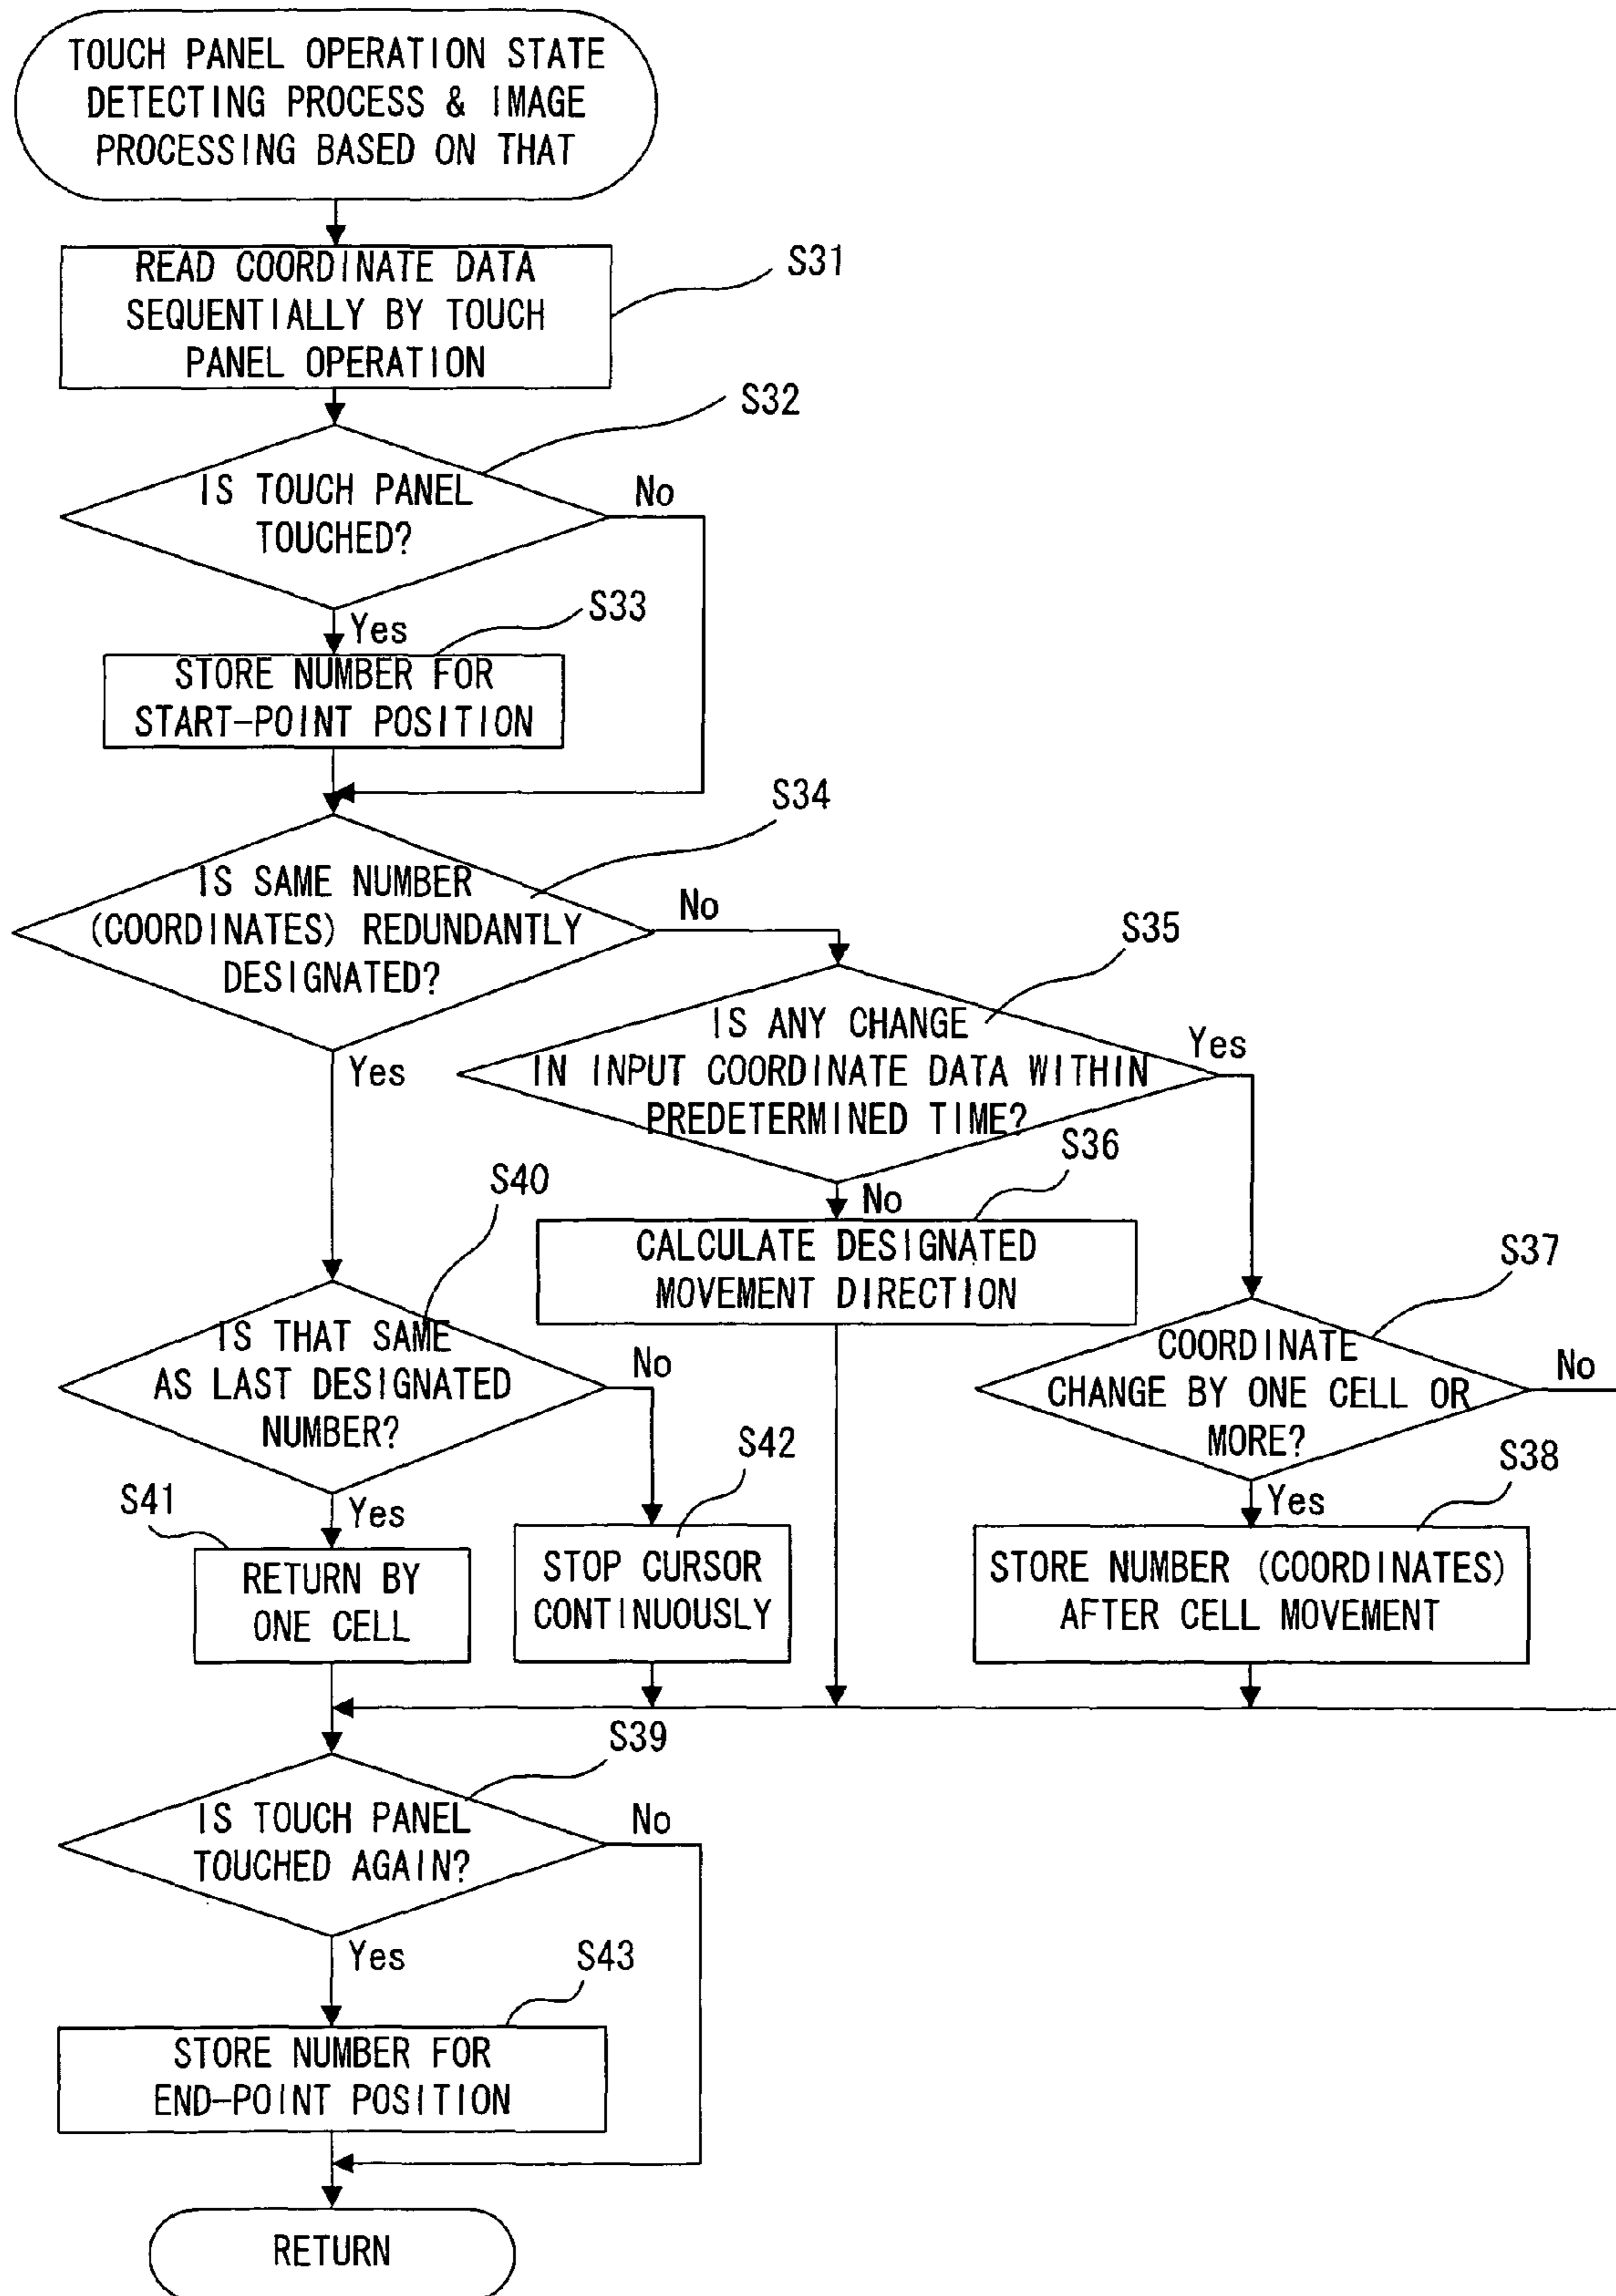 TOUCH PANEL OPERATION STATE
DETECTING PROCESS & IMAGE
PROCESSING BASED ON THAT
READ COORDINATE DATA
SEQUENTIALLY BY TOUCH
PANEL OPERATION
S31
S32
IS TOUCH PANEL
TOUCHED?
No
Yes
S33
STORE NUMBER FOR
START-POINT POSITION
S34
IS SAME NUMBER
(COORDINATES) REDUNDANTLY
DESIGNATED?
No
Yes
S35
IS ANY CHANGE
IN INPUT COORDINATE DATA WITHIN
PREDETERMINED TIME?
Yes
No
S36
CALCULATE DESIGNATED
MOVEMENT DIRECTION
S37
COORDINATE
CHANGE BY ONE CELL OR
MORE?
No
Yes
S38
STORE NUMBER (COORDINATES)
AFTER CELL MOVEMENT
S40
IS THAT SAME
AS LAST DESIGNATED
NUMBER?
No
Yes
S41
RETURN BY
ONE CELL
S42
STOP CURSOR
CONTINUOUSLY
S39
IS TOUCH PANEL
TOUCHED AGAIN?
No
Yes
S43
STORE NUMBER FOR
END-POINT POSITION
RETURN